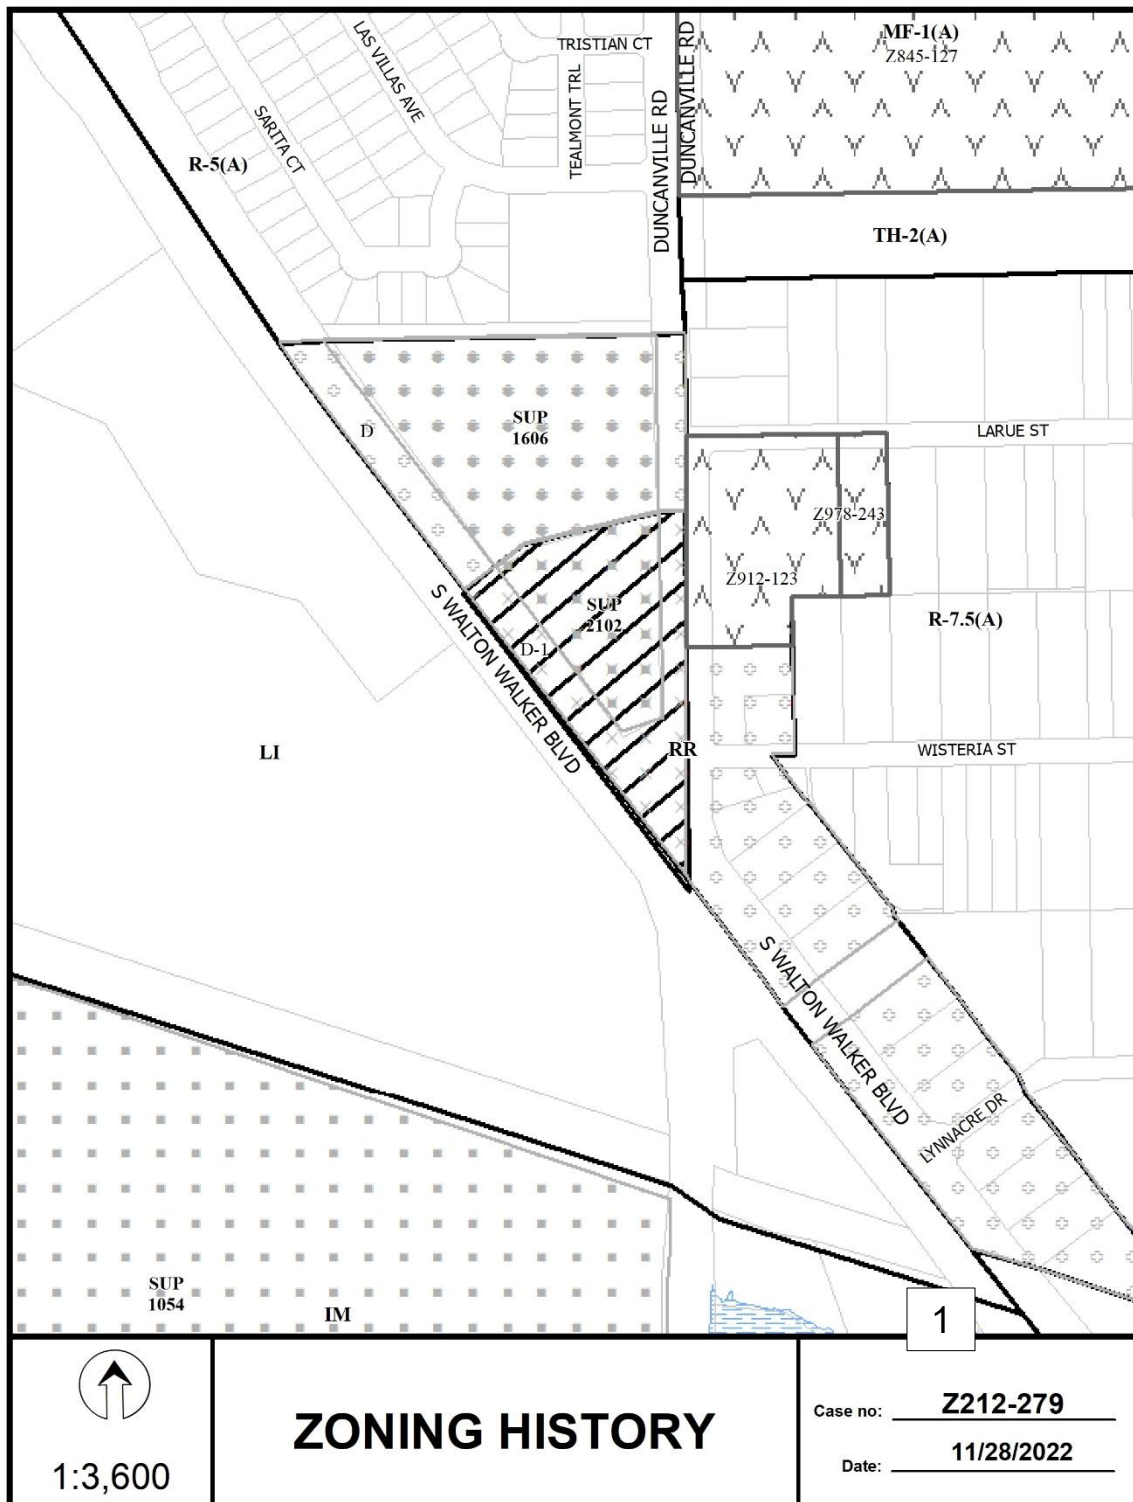 MF-1(A)
Z845-127
TRISTIAN CT
LAS VILLAS AVE
TEALMONT TRL
DUNCANVILLE RD
DUNCANVILLE RD
SARITA CT
R-5(A)
DUNCANVILLE RD
TH-2(A)
SUP
1606
D
LARUE ST
Z978-243
Z912-123
SUP
2102
R-7.5(A)
D-1
S WALTON WALKER BLVD
LI
RR
WISTERIA ST
S WALTON WALKER BLVD
LYNNACRE DR
SUP
1054
IM
1
1:3,600
ZONING HISTORY
Case no: Z212-279
Date: 11/28/2022